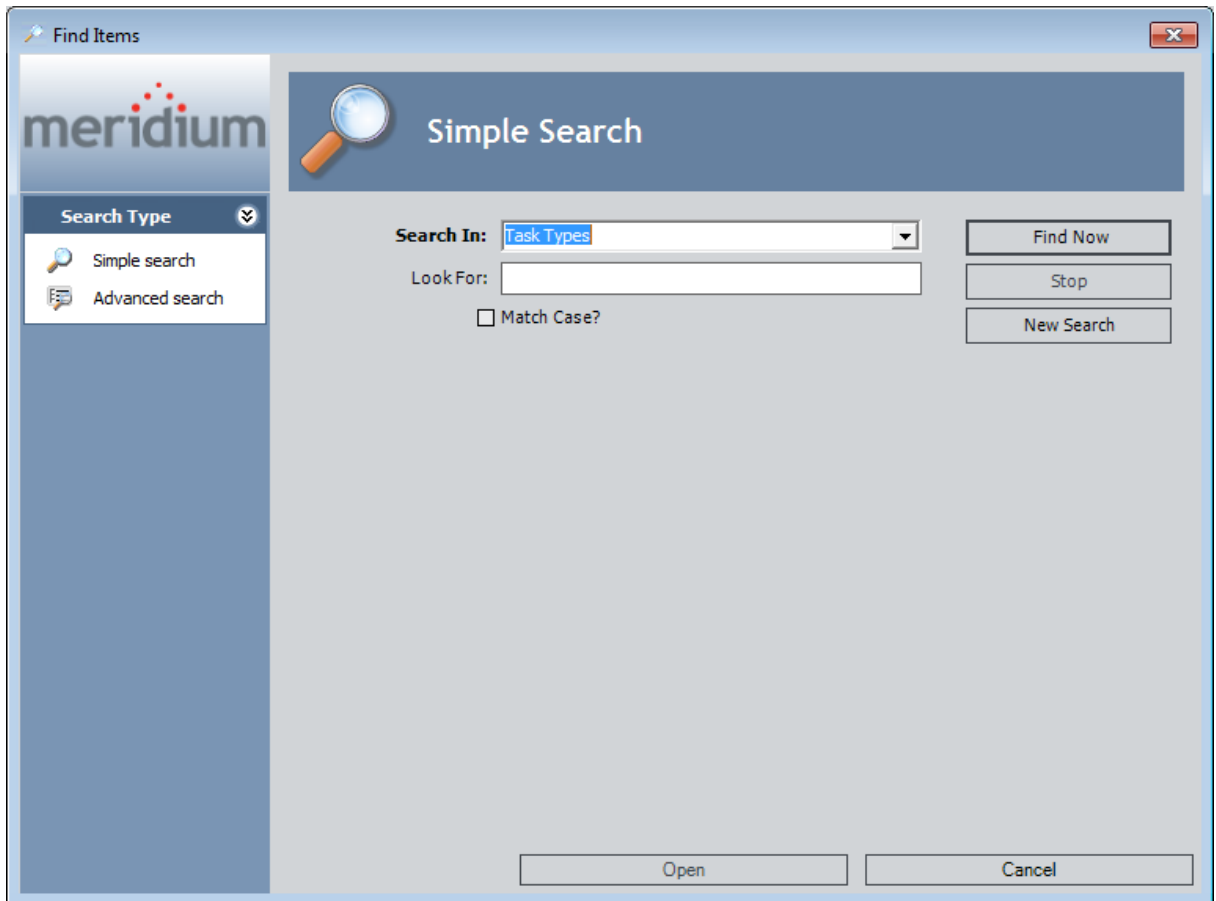 Find Items
meridium
Simple Search
Search Type
Simple search
Advanced search
Search In: Task Types
Find Now
Look For:
Stop
Match Case?
New Search
Open
Cancel